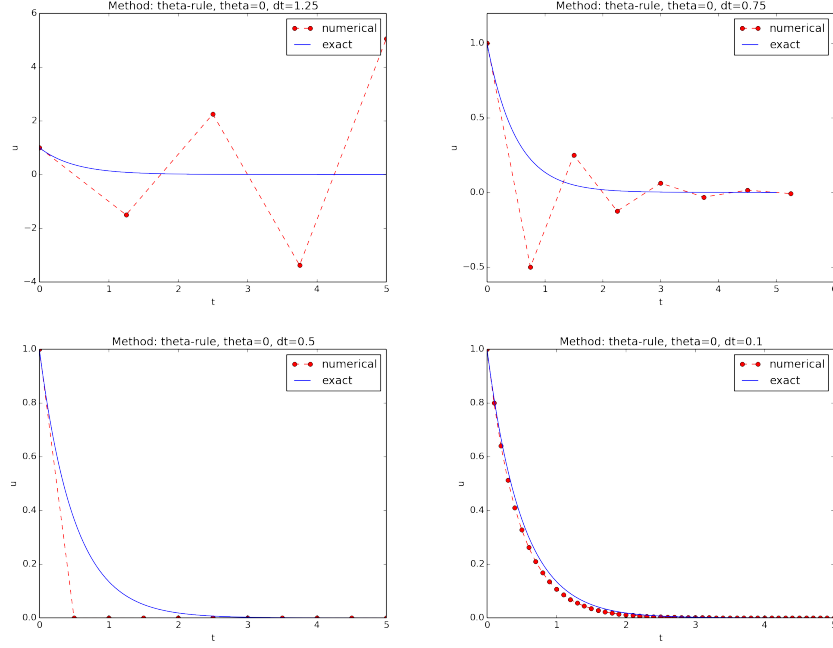 Method: theta-rule, theta=0, dt=1.25
6
4
2
0
−2
−4
u
0 1 2 3 4 5
t
numerical
exact
Method: theta-rule, theta=0, dt=0.75
1.0
0.5
0.0
−0.5
u
0 1 2 3 4 5 6
t
numerical
exact
Method: theta-rule, theta=0, dt=0.5
1.0
0.8
0.6
0.4
0.2
0.0
u
0 1 2 3 4 5
t
numerical
exact
Method: theta-rule, theta=0, dt=0.1
1.0
0.8
0.6
0.4
0.2
0.0
u
0 1 2 3 4 5
t
numerical
exact